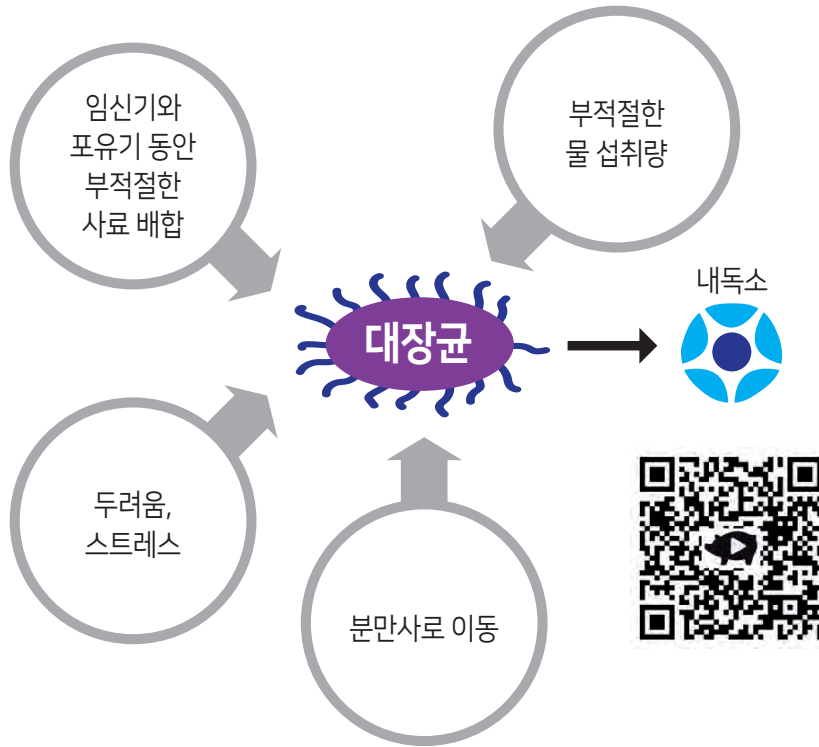 임신기와
포유기 동안
부적절한
사료 배합
부적절한
물 섭취량
내독소
대장균
두려움,
스트레스
분만사로 이동